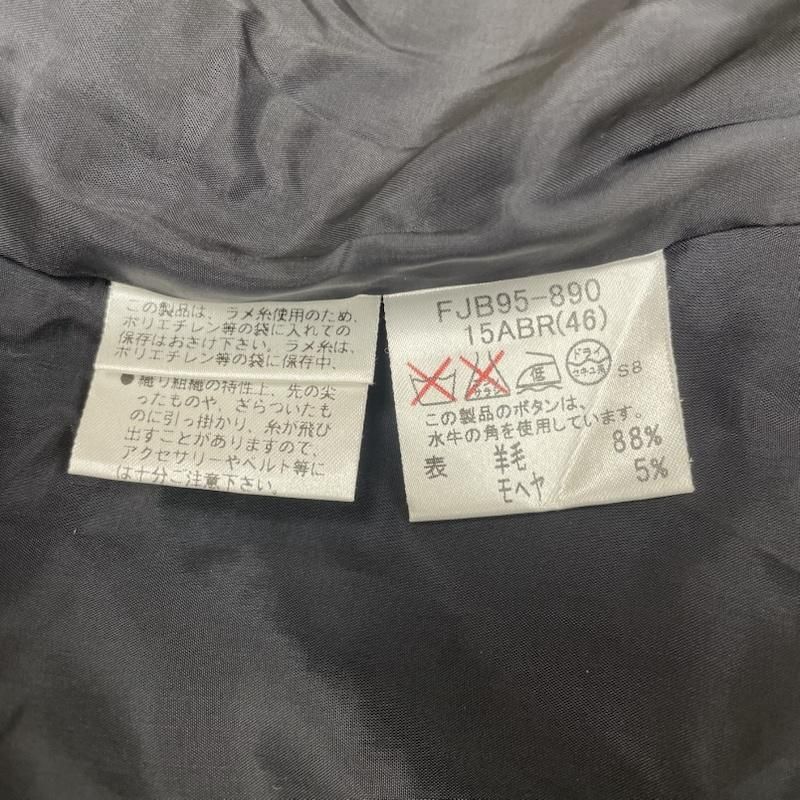 この製品は、ラメ糸使用のため、
ポリエチレン等の袋に入れての
保存はおさけ下さい。ラメ糸は、
ポリエチレン等の袋に保存中、
●織り組織の特性上、先の尖
ったものや、ざらついたも
のに引っ掛かり、糸が飛び
出すことがありますので、
アクセサリーやベルト等に
は十分ご注意下さい。
FJB95-890
15ABR(46)
エンソ
サラシ
低
ドライ
セキユ系
S8
この製品のボタンは、
水牛の角を使用しています。
表 羊毛 88%
モヘヤ 5%